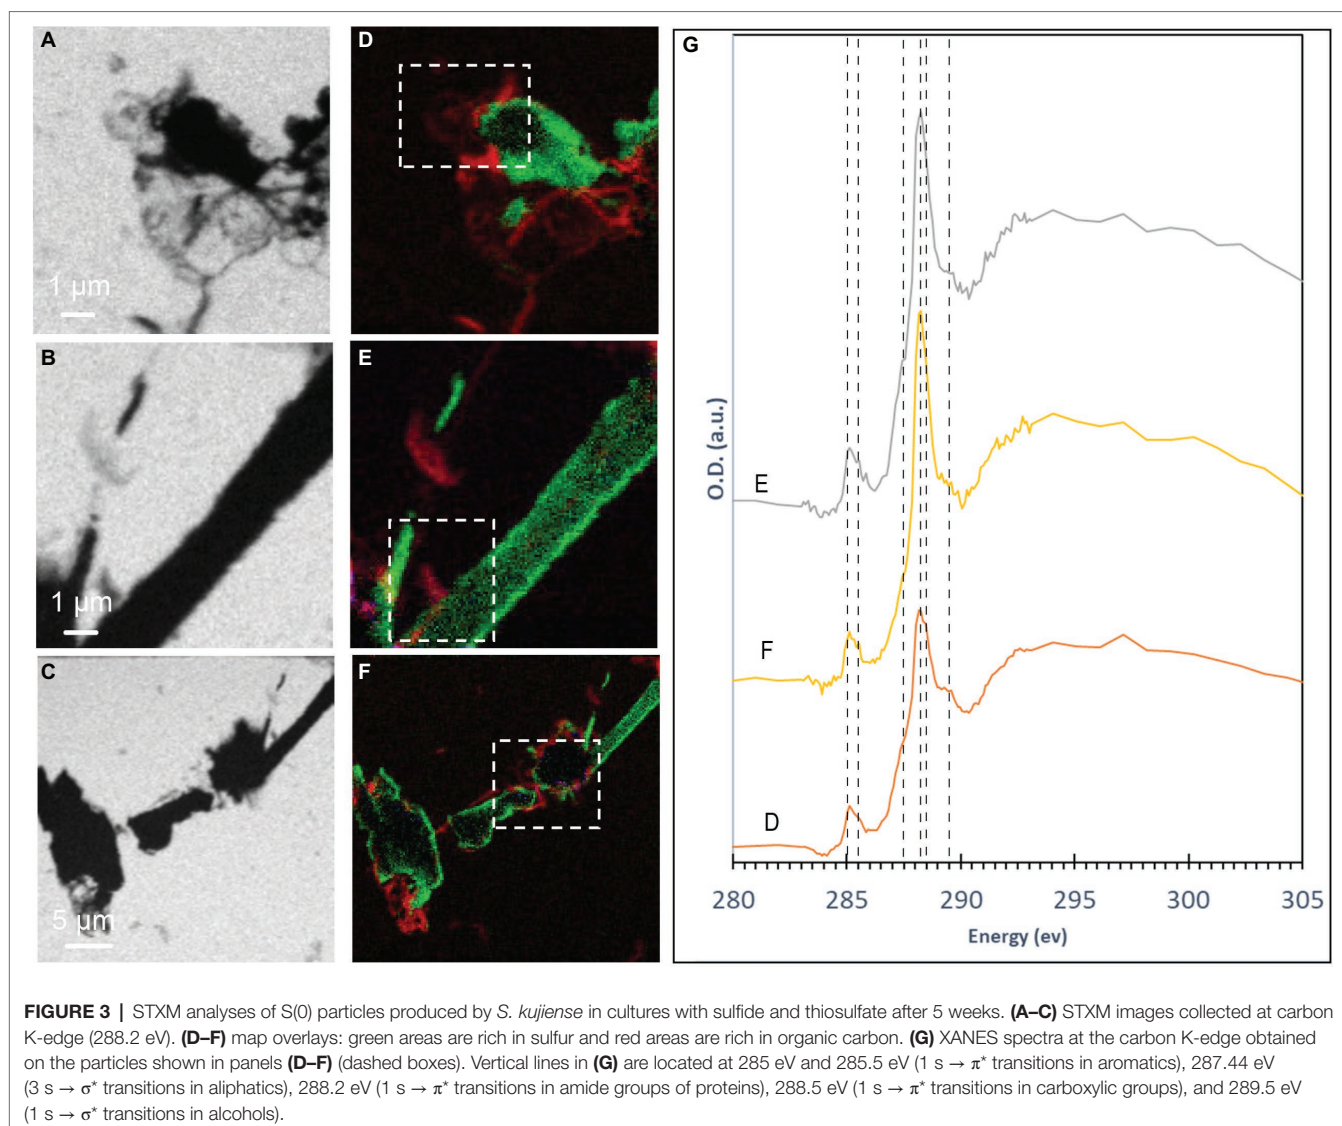 A
1 µm
D
B
1 µm
E
C
5 µm
F
G
O.D. (a.u.)
E
F
D
280 285 290 295 300 305
Energy (ev)
FIGURE 3 | STXM analyses of S(0) particles produced by S. kujiense in cultures with sulfide and thiosulfate after 5 weeks. (A–C) STXM images collected at carbon
K-edge (288.2 eV). (D–F) map overlays: green areas are rich in sulfur and red areas are rich in organic carbon. (G) XANES spectra at the carbon K-edge obtained
on the particles shown in panels (D–F) (dashed boxes). Vertical lines in (G) are located at 285 eV and 285.5 eV (1 s → π* transitions in aromatics), 287.44 eV
(3 s → σ* transitions in aliphatics), 288.2 eV (1 s → π* transitions in amide groups of proteins), 288.5 eV (1 s → π* transitions in carboxylic groups), and 289.5 eV
(1 s → σ* transitions in alcohols).